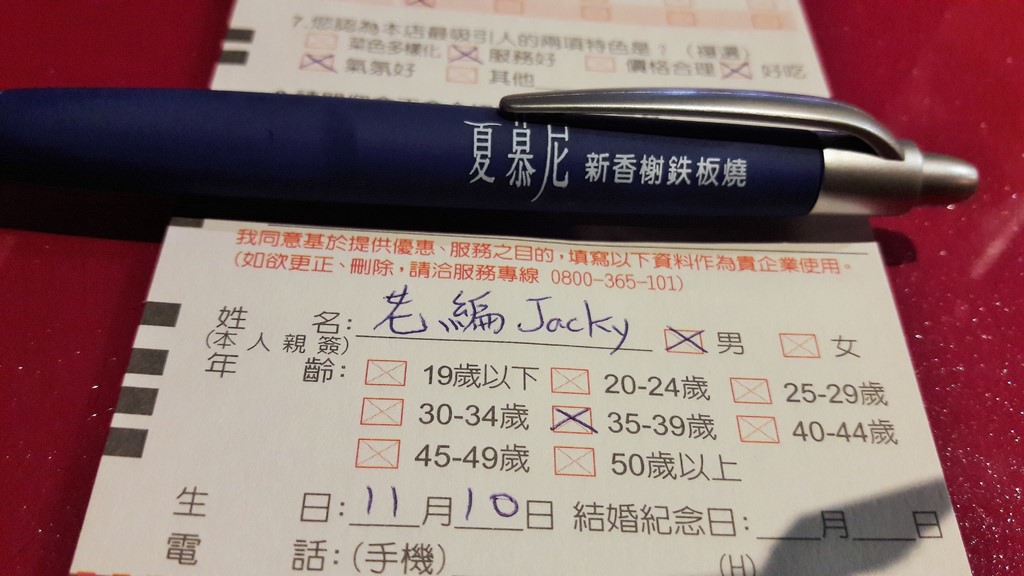 7.您認為本店最吸引人的兩項特色是？（複選）
菜色多樣化 服務好 價格合理 好吃
氣氛好 其他
夏慕尼 新香榭鉄板燒
我同意基於提供優惠、服務之目的，填寫以下資料作為貴企業使用。
(如欲更正、刪除，請洽服務專線 0800-365-101)
姓 名：老編 Jacky 男 女
(本人親簽)
年 齡： 19歲以下 20-24歲 25-29歲
30-34歲 35-39歲 40-44歲
45-49歲 50歲以上
生 日：11月10日 結婚紀念日： 月 日
電 話：(手機) (H)